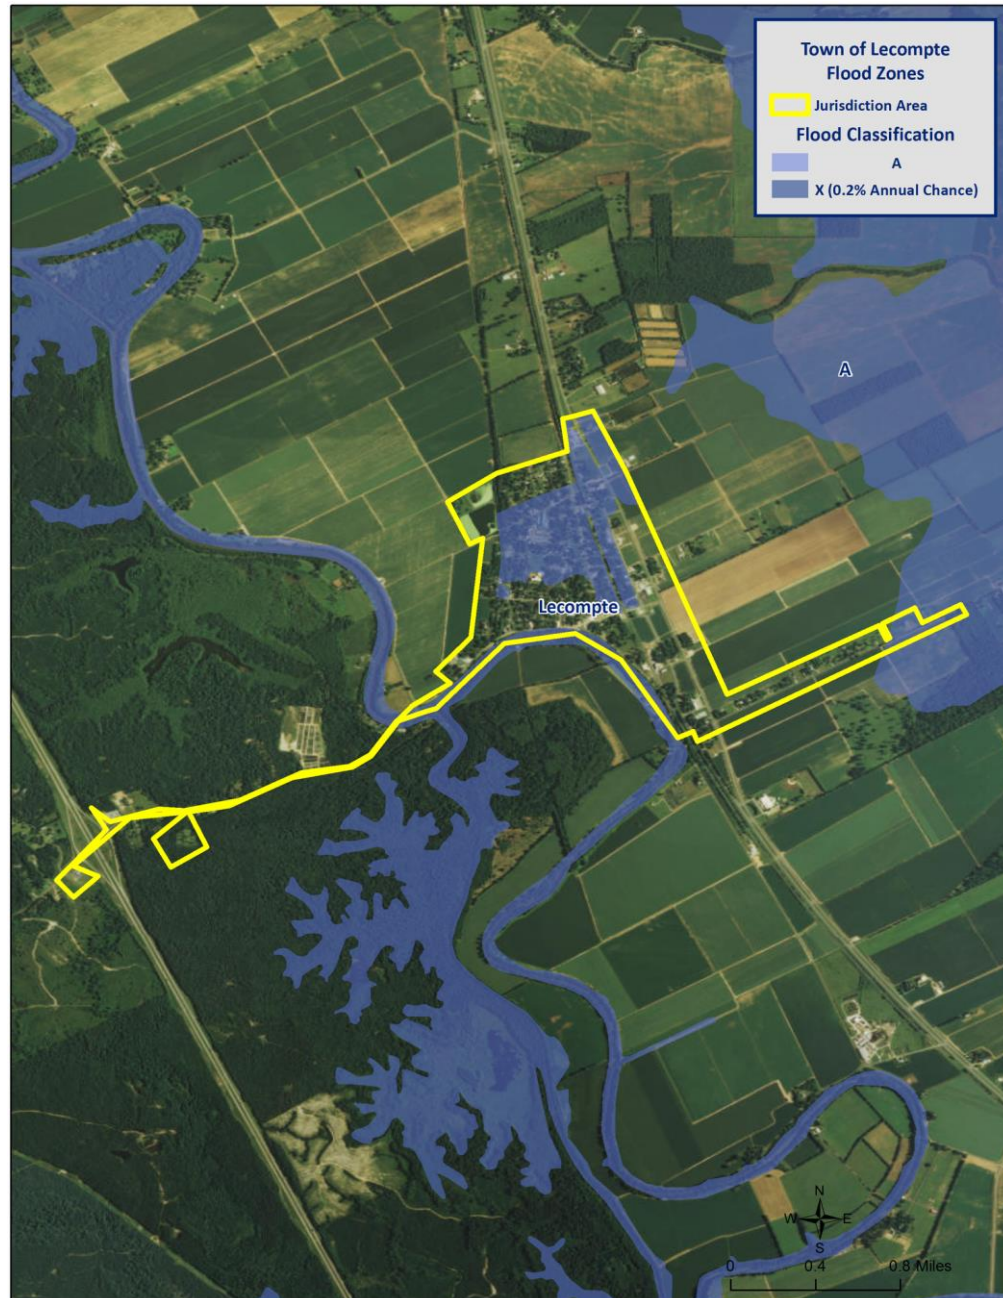 Town of Lecompte
Flood Zones
Jurisdiction Area
Flood Classification
A
X (0.2% Annual Chance)
A
Lecompte
N
W E
S
0 0.4 0.8 Miles